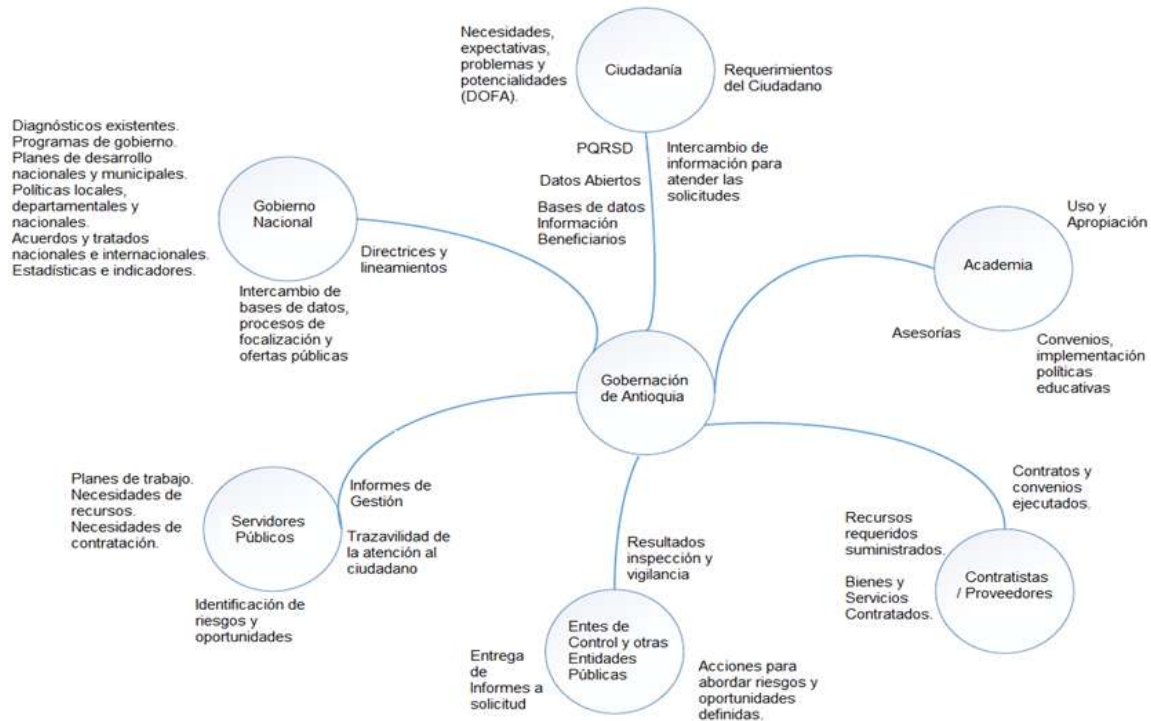 Necesidades,
expectativas,
problemas y
potencialidades
(DOFA).
Ciudadanía
Requerimientos
del Ciudadano
PQRSD
Datos Abiertos
Bases de datos
Información
Beneficiarios
Intercambio de
información para
atender las
solicitudes
Diagnósticos existentes.
Programas de gobierno.
Planes de desarrollo
nacionales y municipales.
Políticas locales,
departamentales y
nacionales.
Acuerdos y tratados
nacionales e internacionales.
Estadísticas e indicadores.
Gobierno
Nacional
Directrices y
lineamientos
Intercambio de
bases de datos,
procesos de
focalización y
ofertas públicas
Uso y
Apropiación
Academia
Asesorías
Convenios,
implementación
políticas
educativas
Gobernación
de Antioquia
Planes de trabajo.
Necesidades de
recursos.
Necesidades de
contratación.
Servidores
Públicos
Informes de
Gestión
Trazavilidad de
la atención al
ciudadano
Identificación de
riesgos y
oportunidades
Resultados
inspección y
vigilancia
Entes de
Control y otras
Entidades
Públicas
Entrega
de
Informes a
solicitud
Acciones para
abordar riesgos y
oportunidades
definidas.
Contratos y
convenios
ejecutados.
Recursos
requeridos
suministrados.
Bienes y
Servicios
Contratados.
Contratistas
/ Proveedores